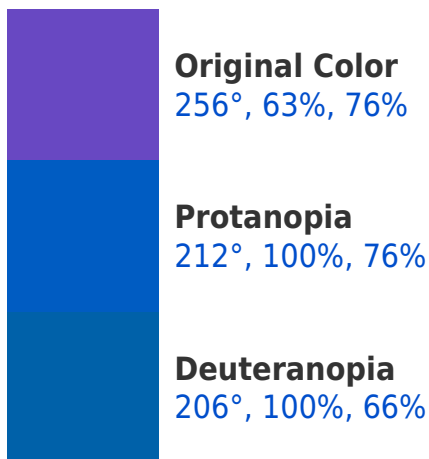 Original Color
256°, 63%, 76%
Protanopia
212°, 100%, 76%
Deuteranopia
206°, 100%, 66%